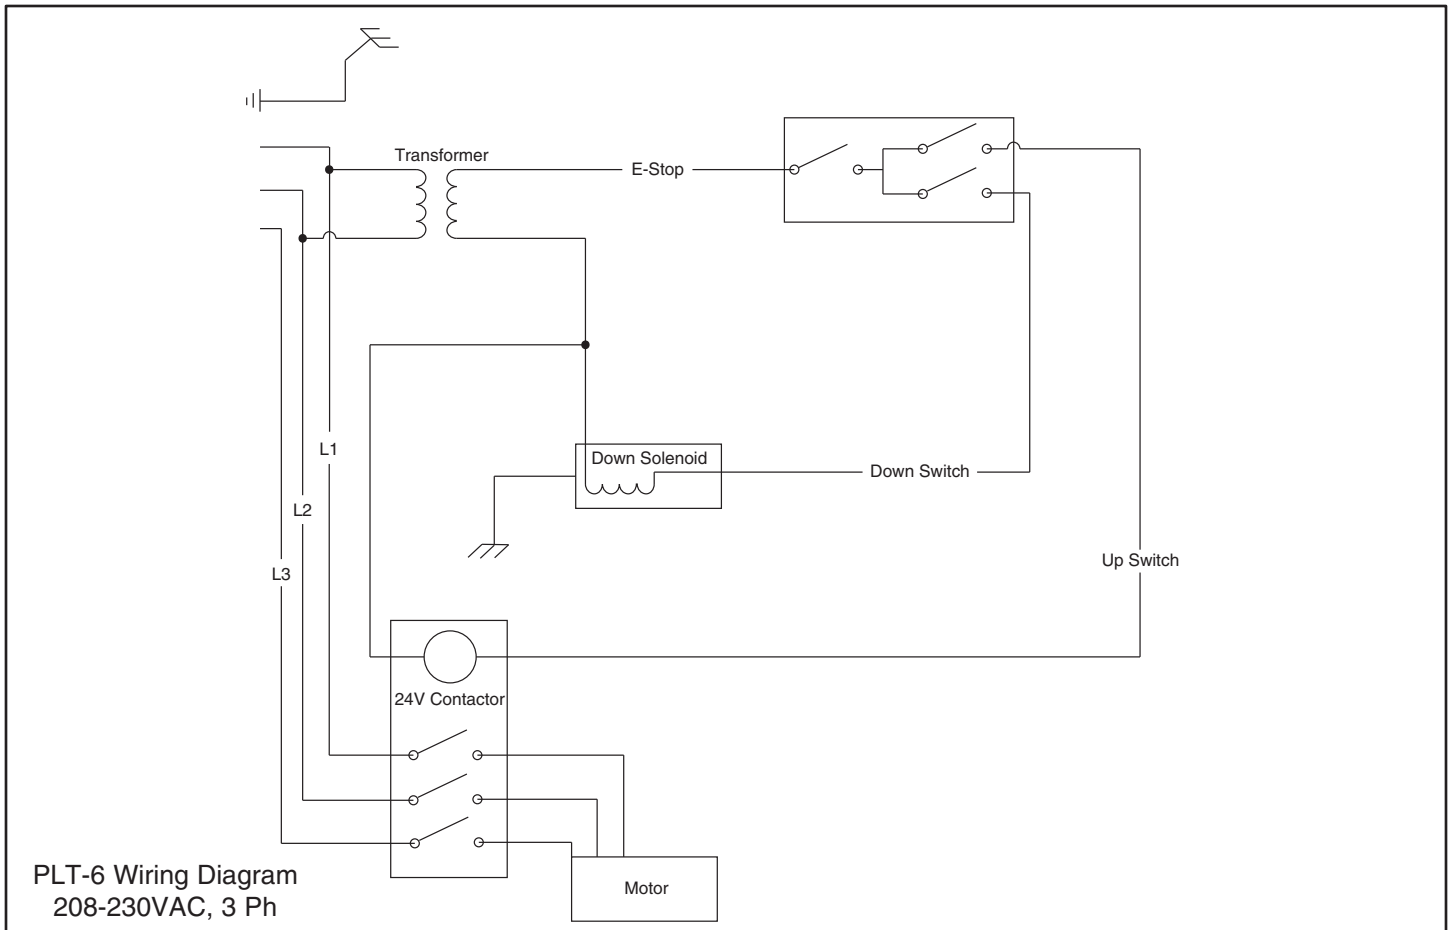 Transformer
E-Stop
L1
Down Solenoid
Down Switch
L2
Up Switch
L3
24V Contactor
PLT-6 Wiring Diagram
208-230VAC, 3 Ph
Motor